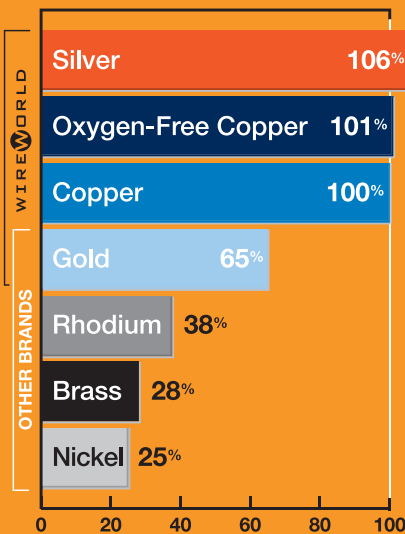 WIREWORLD
OTHER BRANDS
Silver 106%
Oxygen-Free Copper 101%
Copper 100%
Gold 65%
Rhodium 38%
Brass 28%
Nickel 25%
0 20 40 60 80 100